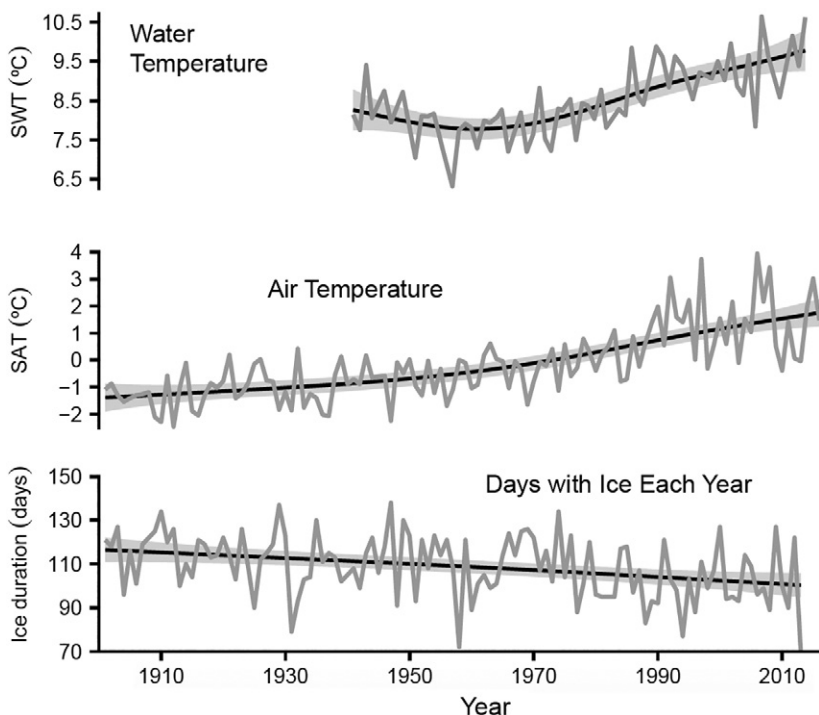 10.5
9.5
8.5
7.5
6.5
SWT (ºC)
Water
Temperature
4
3
2
1
0
−1
−2
SAT (ºC)
Air Temperature
150
130
110
90
70
Ice duration (days)
Days with Ice Each Year
1910 1930 1950 1970 1990 2010
Year